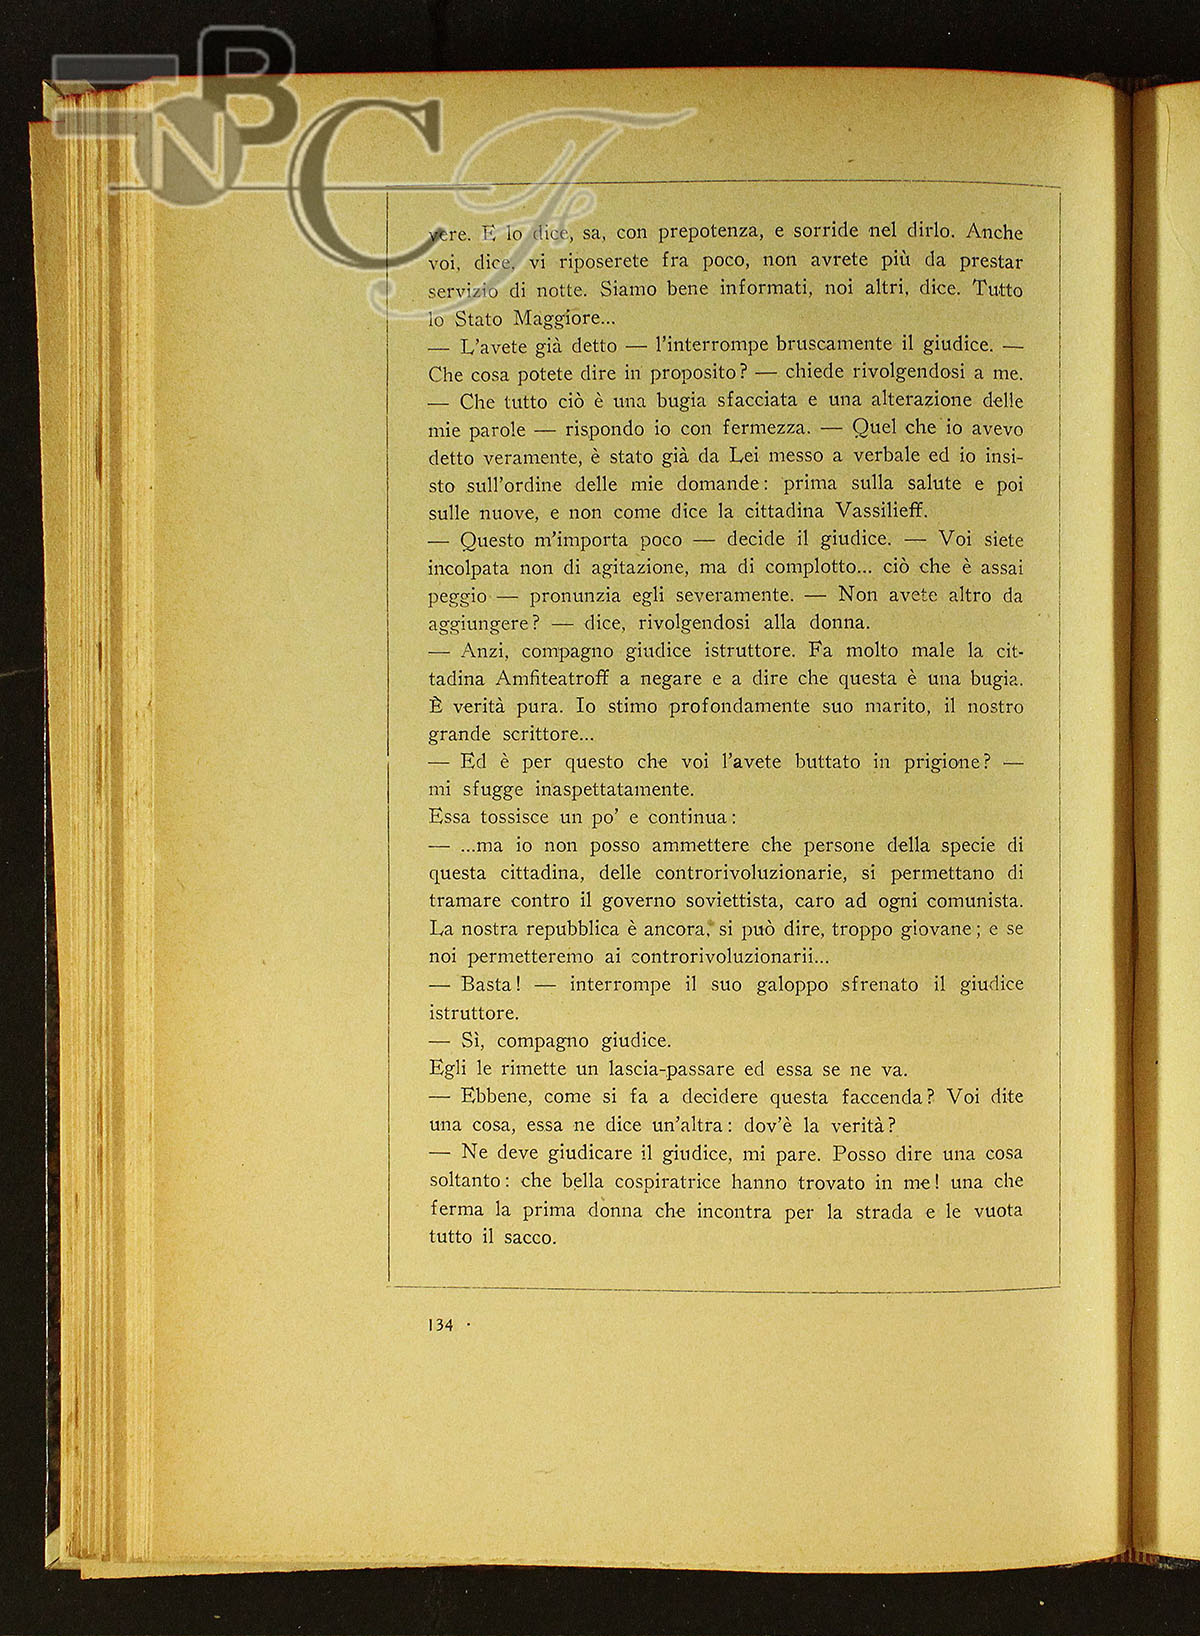 vere. E lo dice, sa, con prepotenza, e sorride nel dirlo. Anche
voi, dice, vi riposerete fra poco, non avrete più da prestar
servizio di notte. Siamo bene informati, noi altri, dice. Tutto
lo Stato Maggiore...
— L'avete già detto — l'interrompe bruscamente il giudice. —
Che cosa potete dire in proposito? — chiede rivolgendosi a me.
— Che tutto ciò è una bugia sfacciata e una alterazione delle
mie parole — rispondo io con fermezza. — Quel che io avevo
detto veramente, è stato già da Lei messo a verbale ed io insi-
sto sull'ordine delle mie domande: prima sulla salute e poi
sulle nuove, e non come dice la cittadina Vassilieff.
— Questo m'importa poco — decide il giudice. — Voi siete
incolpata non di agitazione, ma di complotto... ciò che è assai
peggio — pronunzia egli severamente. — Non avete altro da
aggiungere? — dice, rivolgendosi alla donna.
— Anzi, compagno giudice istruttore. Fa molto male la cit-
tadina Amfiteatroff a negare e a dire che questa è una bugia.
È verità pura. Io stimo profondamente suo marito, il nostro
grande scrittore...
— Ed è per questo che voi l'avete buttato in prigione? —
mi sfugge inaspettatamente.
Essa tossisce un po' e continua:
— ...ma io non posso ammettere che persone della specie di
questa cittadina, delle controrivoluzionarie, si permettano di
tramare contro il governo soviettista, caro ad ogni comunista.
La nostra repubblica è ancora, si può dire, troppo giovane; e se
noi permetteremo ai controrivoluzionarii...
— Basta! — interrompe il suo galoppo sfrenato il giudice
istruttore.
— Sì, compagno giudice.
Egli le rimette un lascia-passare ed essa se ne va.
— Ebbene, come si fa a decidere questa faccenda? Voi dite
una cosa, essa ne dice un'altra: dov'è la verità?
— Ne deve giudicare il giudice, mi pare. Posso dire una cosa
soltanto: che bella cospiratrice hanno trovato in me! una che
ferma la prima donna che incontra per la strada e le vuota
tutto il sacco.
134